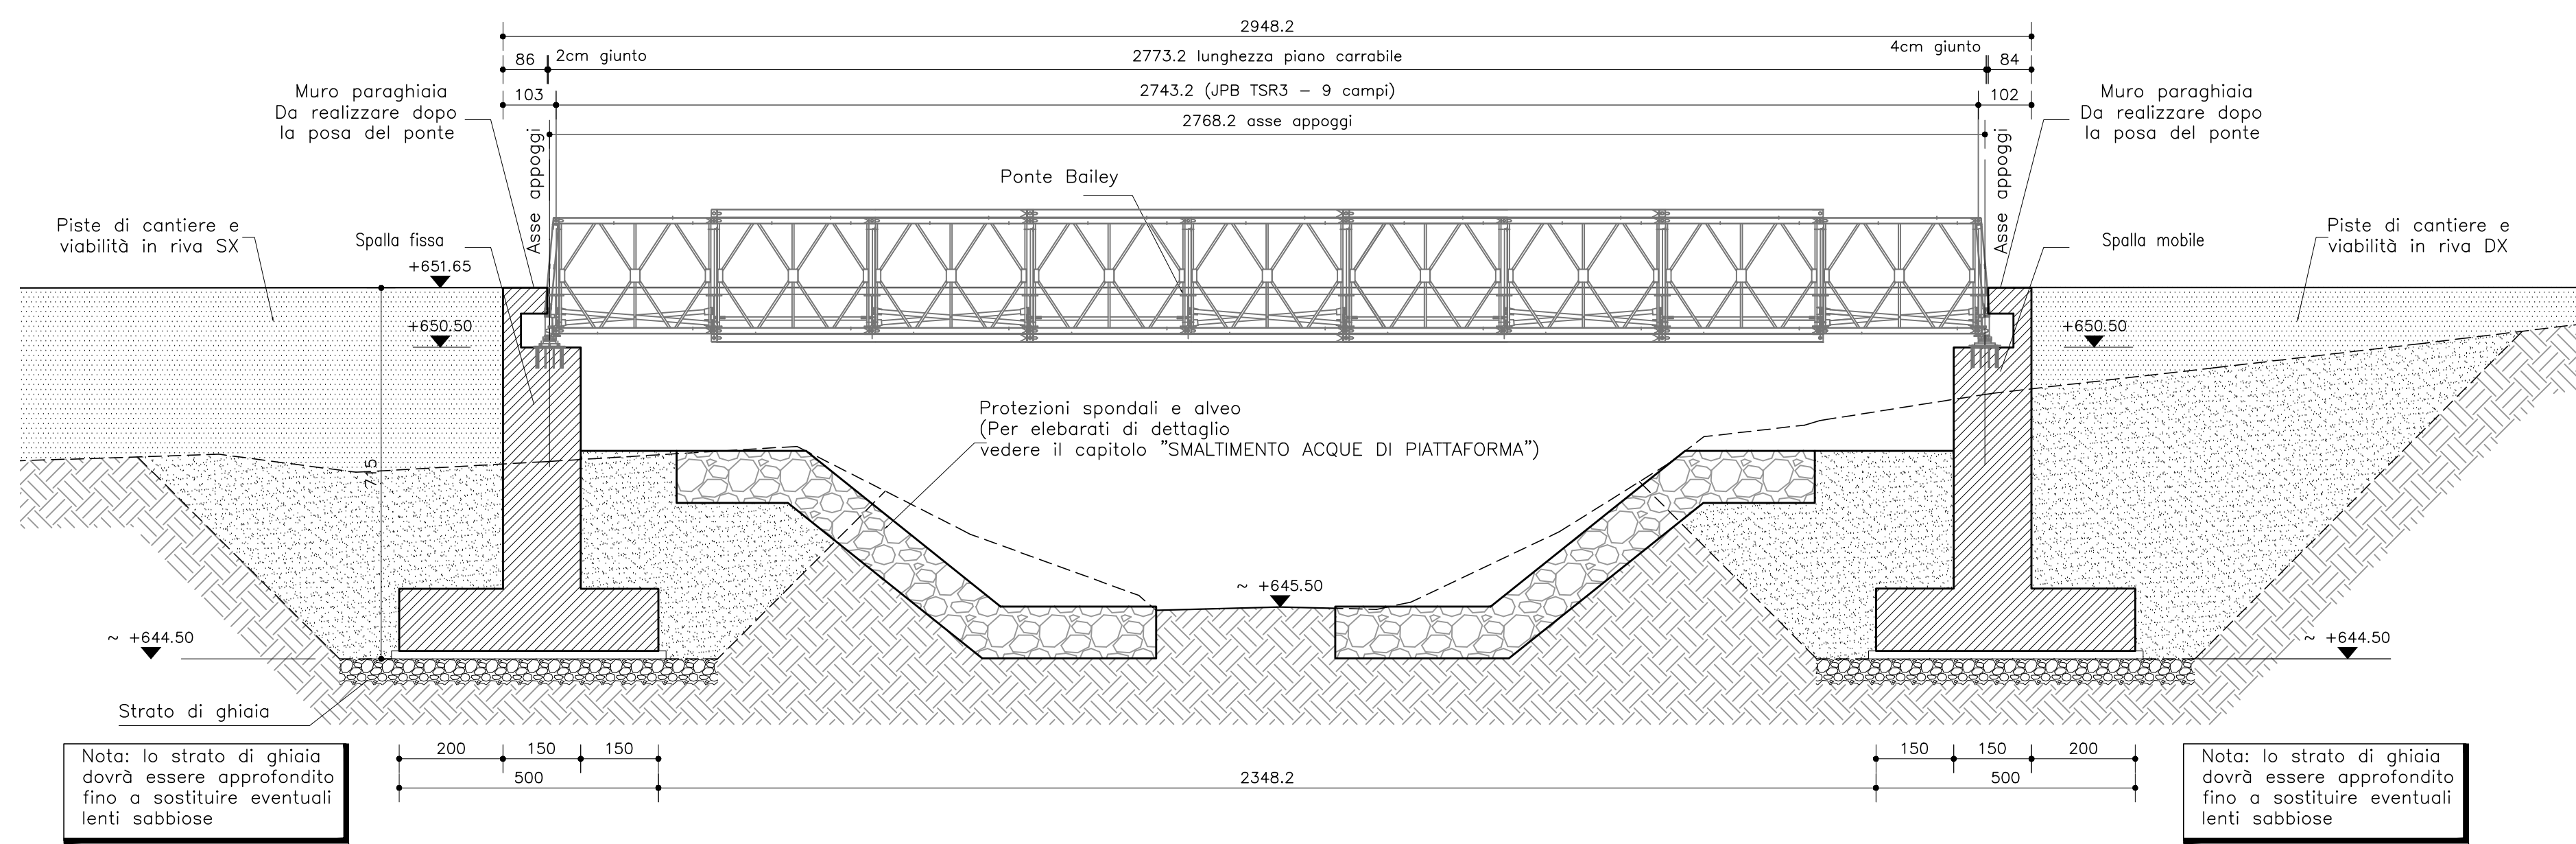 2948.2
86
2cm giunto
2773.2 lunghezza piano carrabile
4cm giunto
84
103
2743.2 (JPB TSR3 – 9 campi)
102
2768.2 asse appoggi
Muro paraghiaia
Da realizzare dopo
la posa del ponte
Asse appoggi
Asse appoggi
Muro paraghiaia
Da realizzare dopo
la posa del ponte
Ponte Bailey
Piste di cantiere e
viabilità in riva SX
Spalla fissa
Spalla mobile
Piste di cantiere e
viabilità in riva DX
+651.65
+650.50
+650.50
715
Protezioni spondali e alveo
(Per elebarati di dettaglio
vedere il capitolo "SMALTIMENTO ACQUE DI PIATTAFORMA")
~ +645.50
~ +644.50
~ +644.50
Strato di ghiaia
Nota: lo strato di ghiaia
dovrà essere approfondito
fino a sostituire eventuali
lenti sabbiose
200
150
150
500
2348.2
150
150
200
500
Nota: lo strato di ghiaia
dovrà essere approfondito
fino a sostituire eventuali
lenti sabbiose